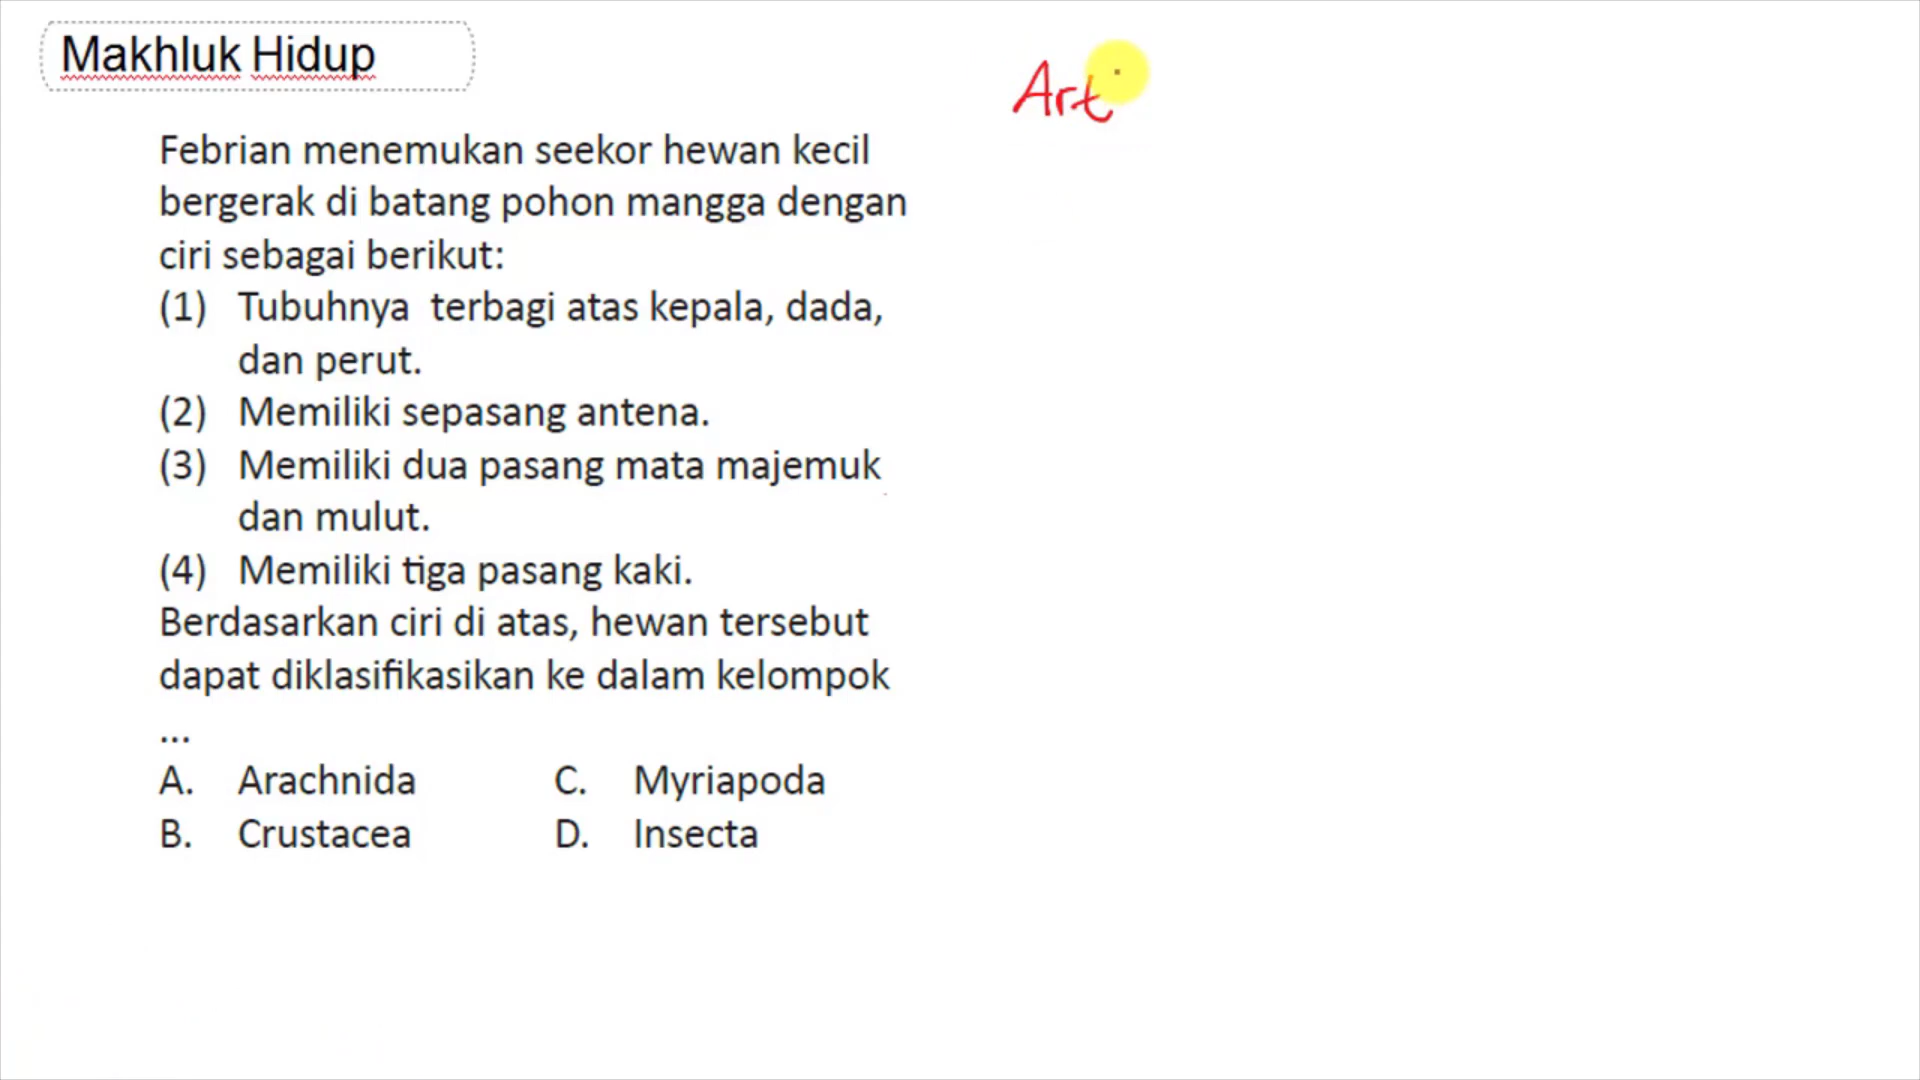 Makhluk Hidup
Art
Febrian menemukan seekor hewan kecil
bergerak di batang pohon mangga dengan
ciri sebagai berikut:
(1) Tubuhnya terbagi atas kepala, dada,
dan perut.
(2) Memiliki sepasang antena.
(3) Memiliki dua pasang mata majemuk
dan mulut.
(4) Memiliki tiga pasang kaki.
Berdasarkan ciri di atas, hewan tersebut
dapat diklasifikasikan ke dalam kelompok
...
A. Arachnida C. Myriapoda
B. Crustacea D. Insecta